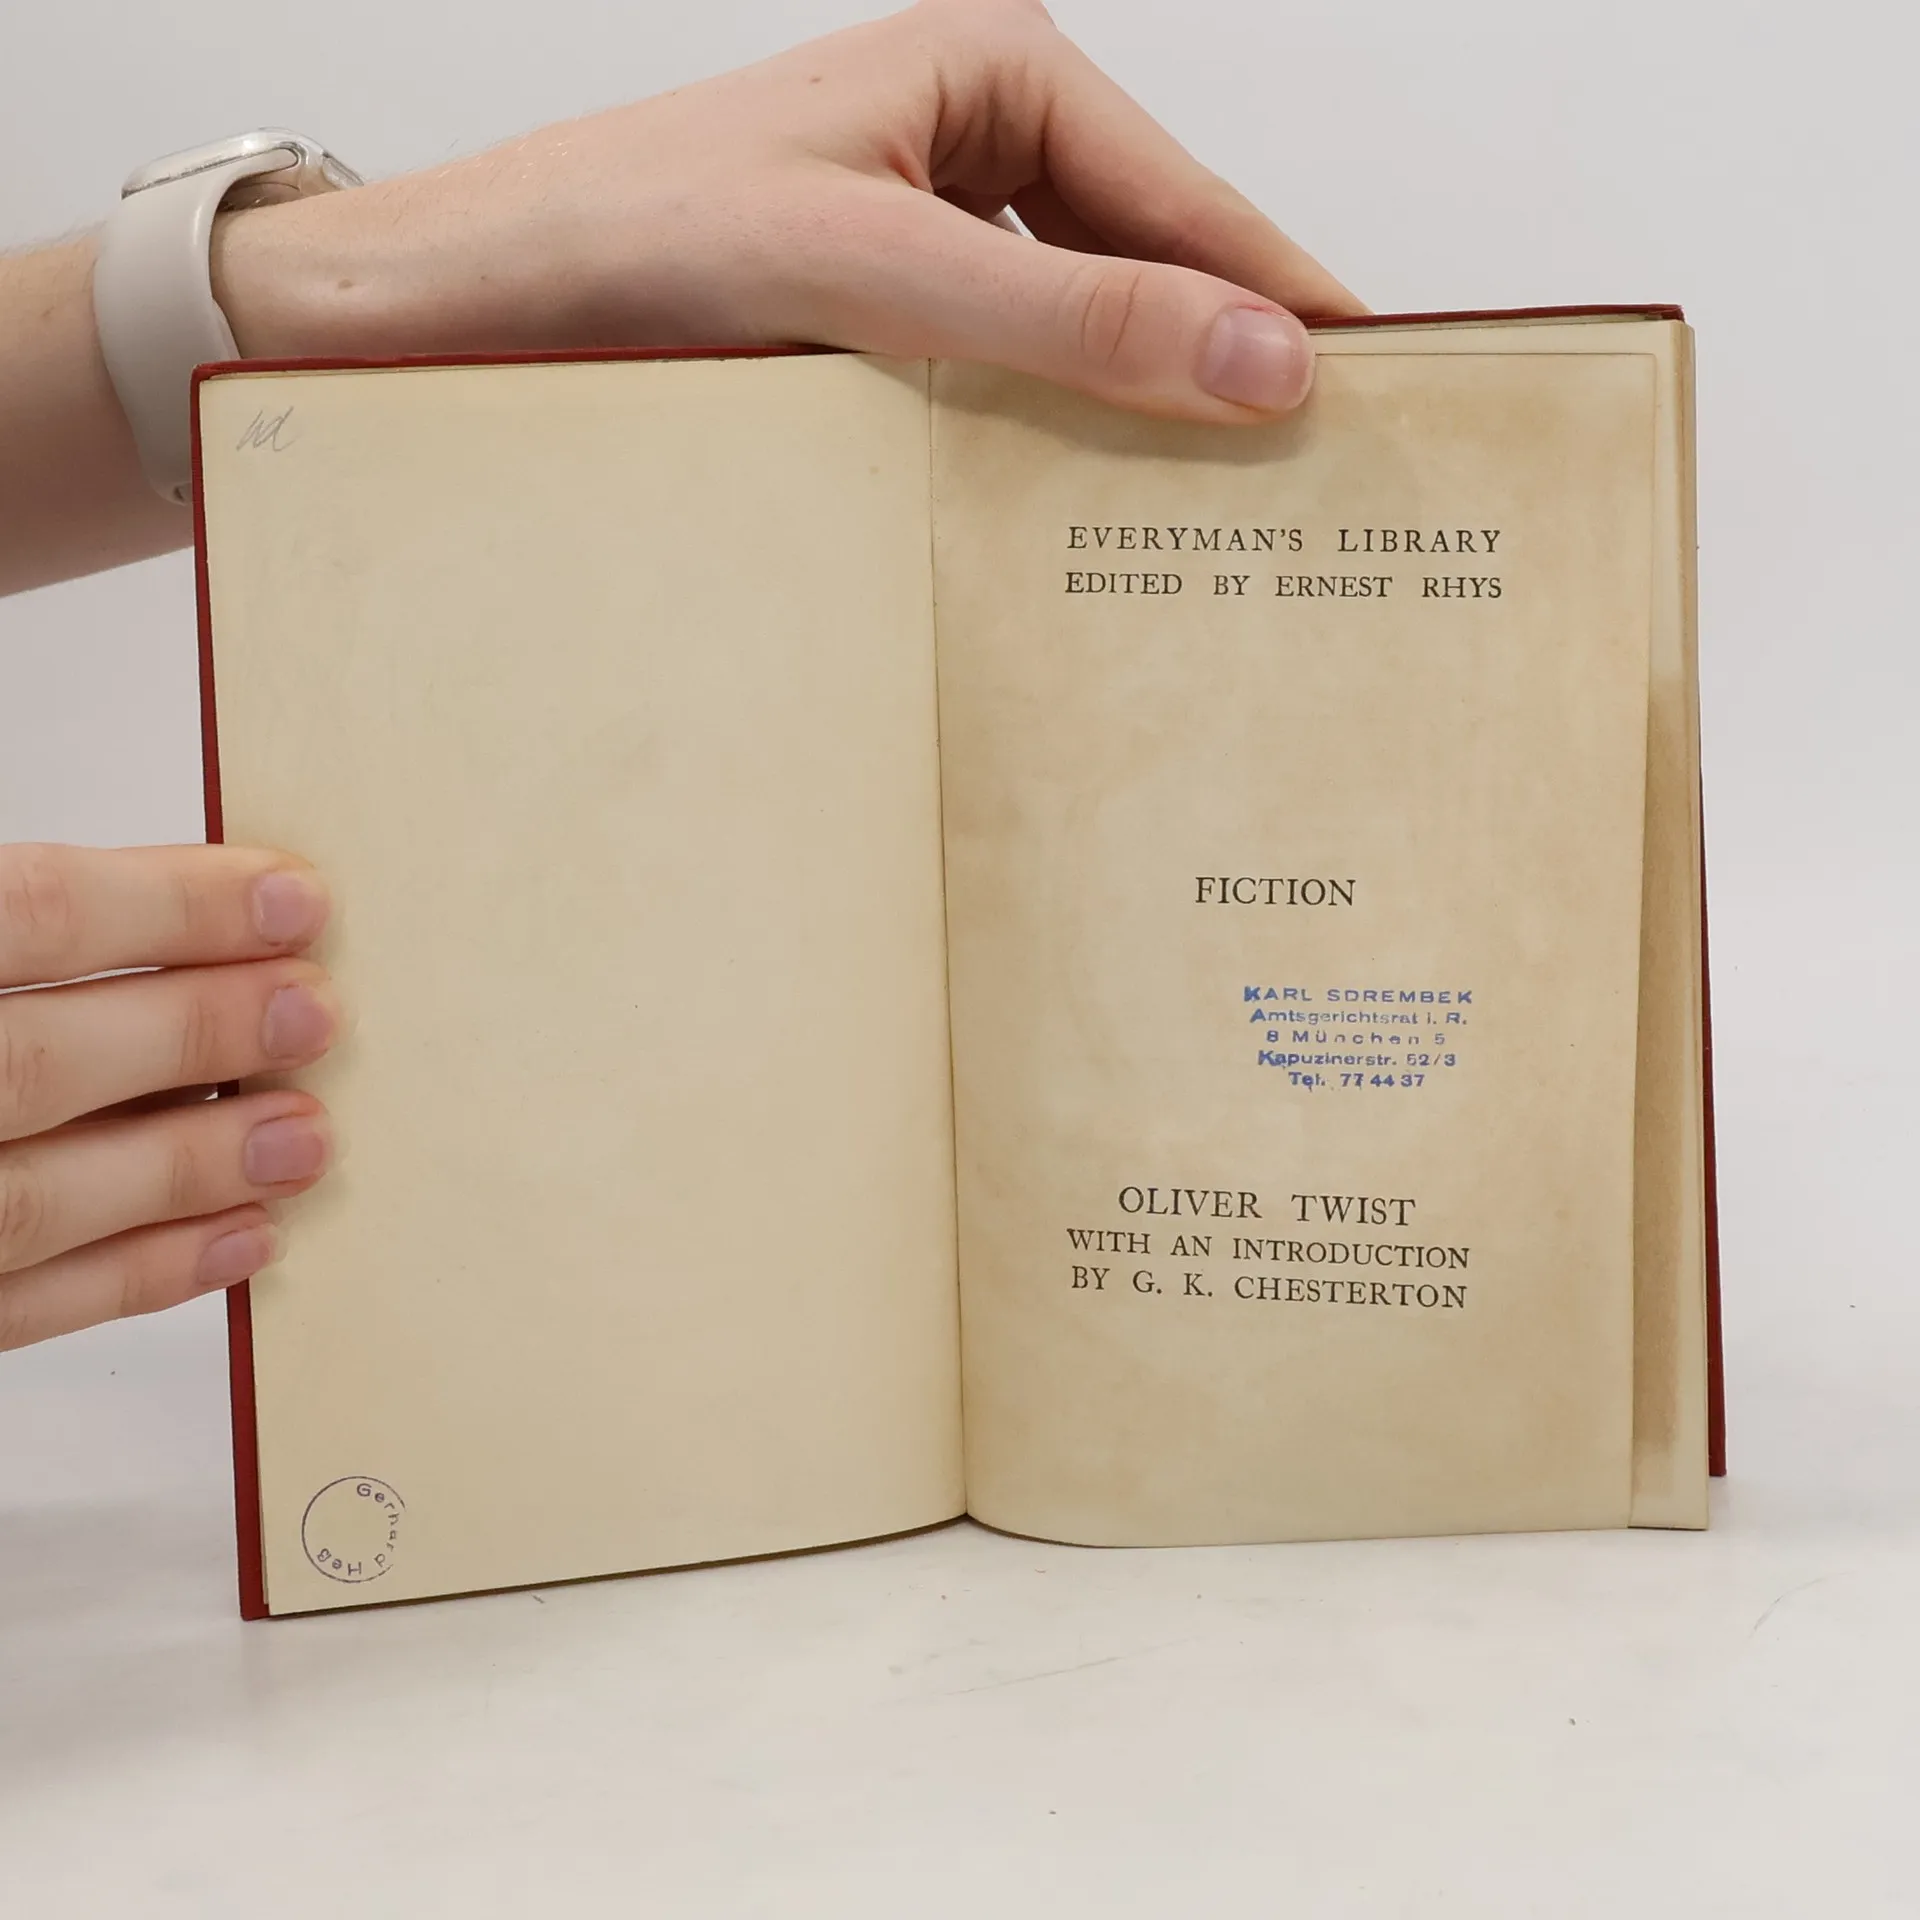 EVERYMAN'S LIBRARY
EDITED BY ERNEST RHYS
FICTION
KARL SDREMBEK
Amtsgerichtsrat i. R.
8 München 5
Kapuzinerstr. 52/3
Tel. 77 44 37
OLIVER TWIST
WITH AN INTRODUCTION
BY G. K. CHESTERTON
Gerhard Heß